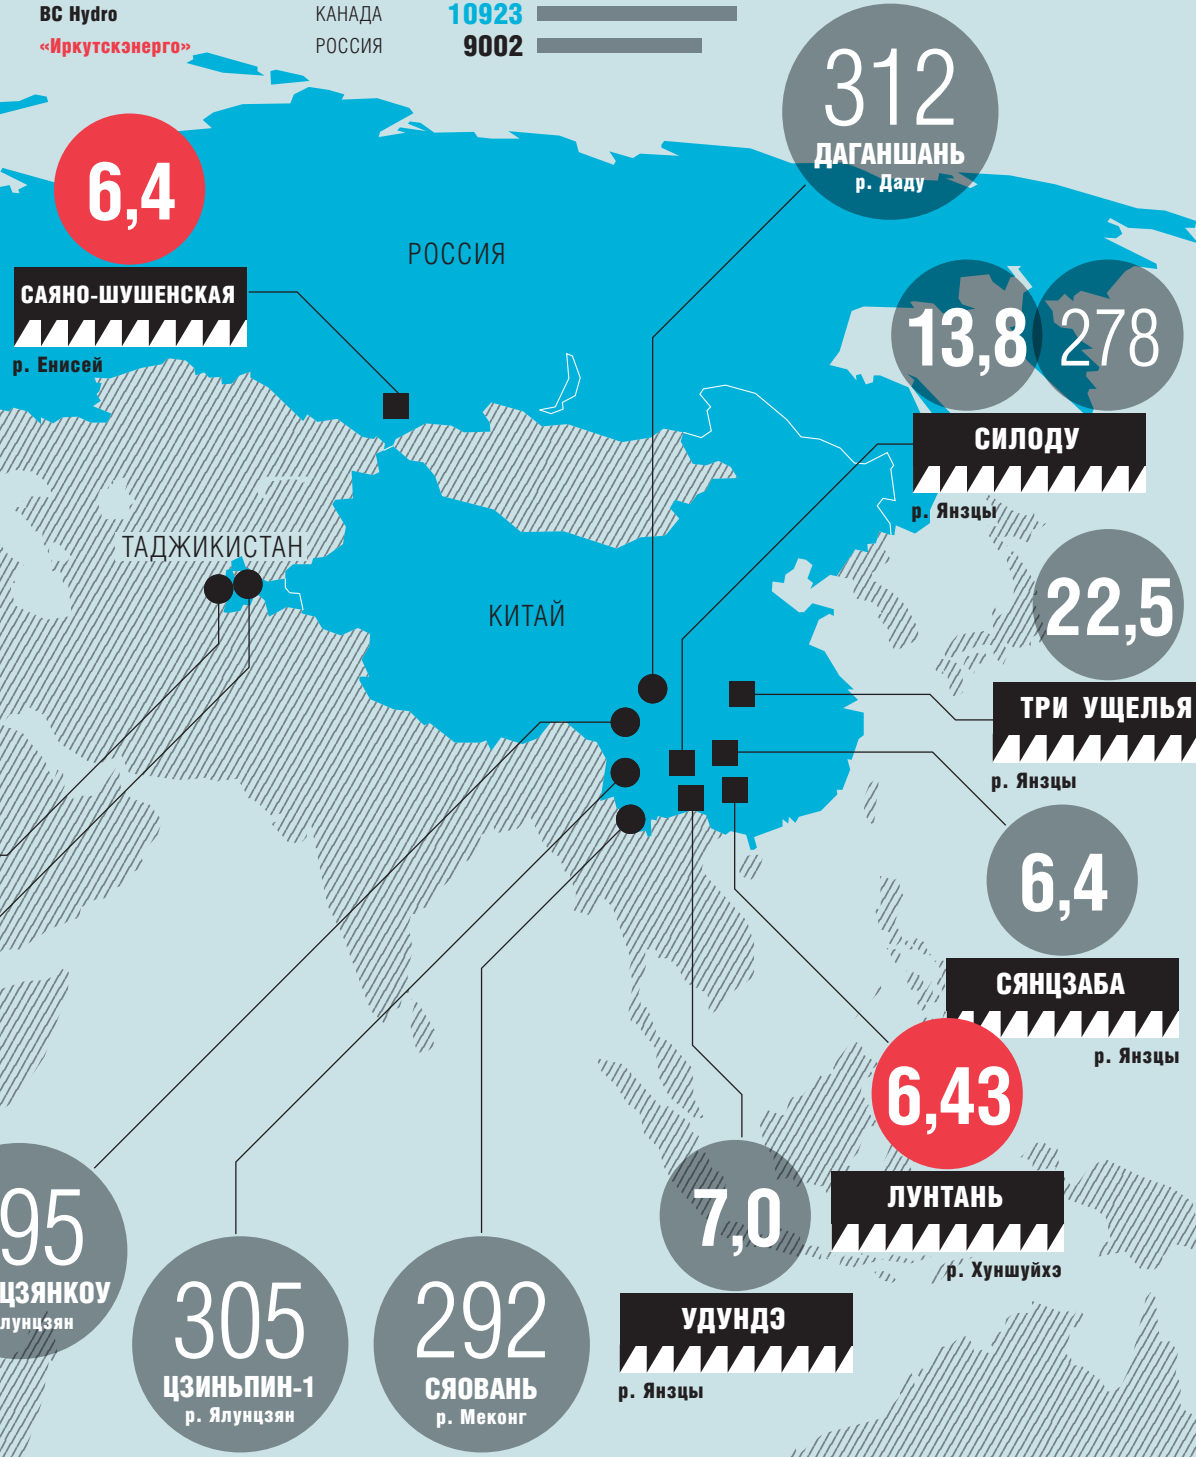 BC Hydro КАНАДА 10923
«Иркутскэнерго» РОССИЯ 9002
312
ДАГАНШАНЬ
р. Даду
6,4
САЯНО-ШУШЕНСКАЯ
р. Енисей
РОССИЯ
13,8 278
СИЛОДУ
р. Янзцы
ТАДЖИКИСТАН
КИТАЙ
22,5
ТРИ УЩЕЛЬЯ
р. Янзцы
6,4
СЯНЦЗАБА
р. Янзцы
6,43
ЛУНТАНЬ
р. Хуншуйхэ
7,0
УДУНДЭ
р. Янзцы
95
ЦЗЯНКОУ
лунцзян
305
ЦЗИНЬПИН-1
р. Ялунцзян
292
СЯОВАНЬ
р. Меконг